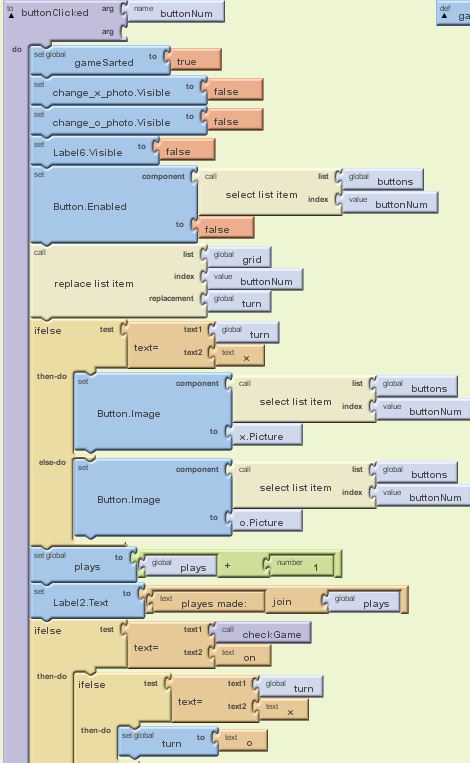 to buttonClicked arg name buttonNum def
arg ga
do
set global gameSarted to true
set change_x_photo.Visible to false
set change_o_photo.Visible to false
set Label6.Visible to false
set Button.Enabled component call select list item list global buttons
index value buttonNum
to false
call replace list item list global grid
index value buttonNum
replacement global turn
ifelse test text= text1 global turn
text2 text x
then-do set Button.Image component call select list item list global buttons
index value buttonNum
to x.Picture
else-do set Button.Image component call select list item list global buttons
index value buttonNum
to o.Picture
set global plays to global plays + number 1
set Label2.Text to text playes made: join global plays
ifelse test text= text1 call checkGame
text2 text on
then-do ifelse test text= text1 global turn
text2 text x
then-do set global turn to text o